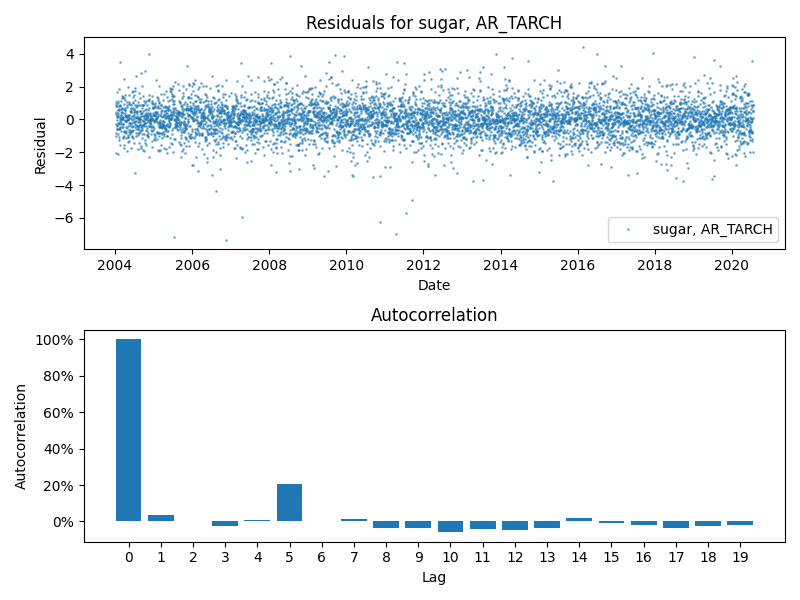 Residuals for sugar, AR_TARCH
4
2
0
−2
−4
−6
Residual
sugar, AR_TARCH
2004 2006 2008 2010 2012 2014 2016 2018 2020
Date
Autocorrelation
100%
80%
60%
40%
20%
0%
Autocorrelation
0 1 2 3 4 5 6 7 8 9 10 11 12 13 14 15 16 17 18 19
Lag